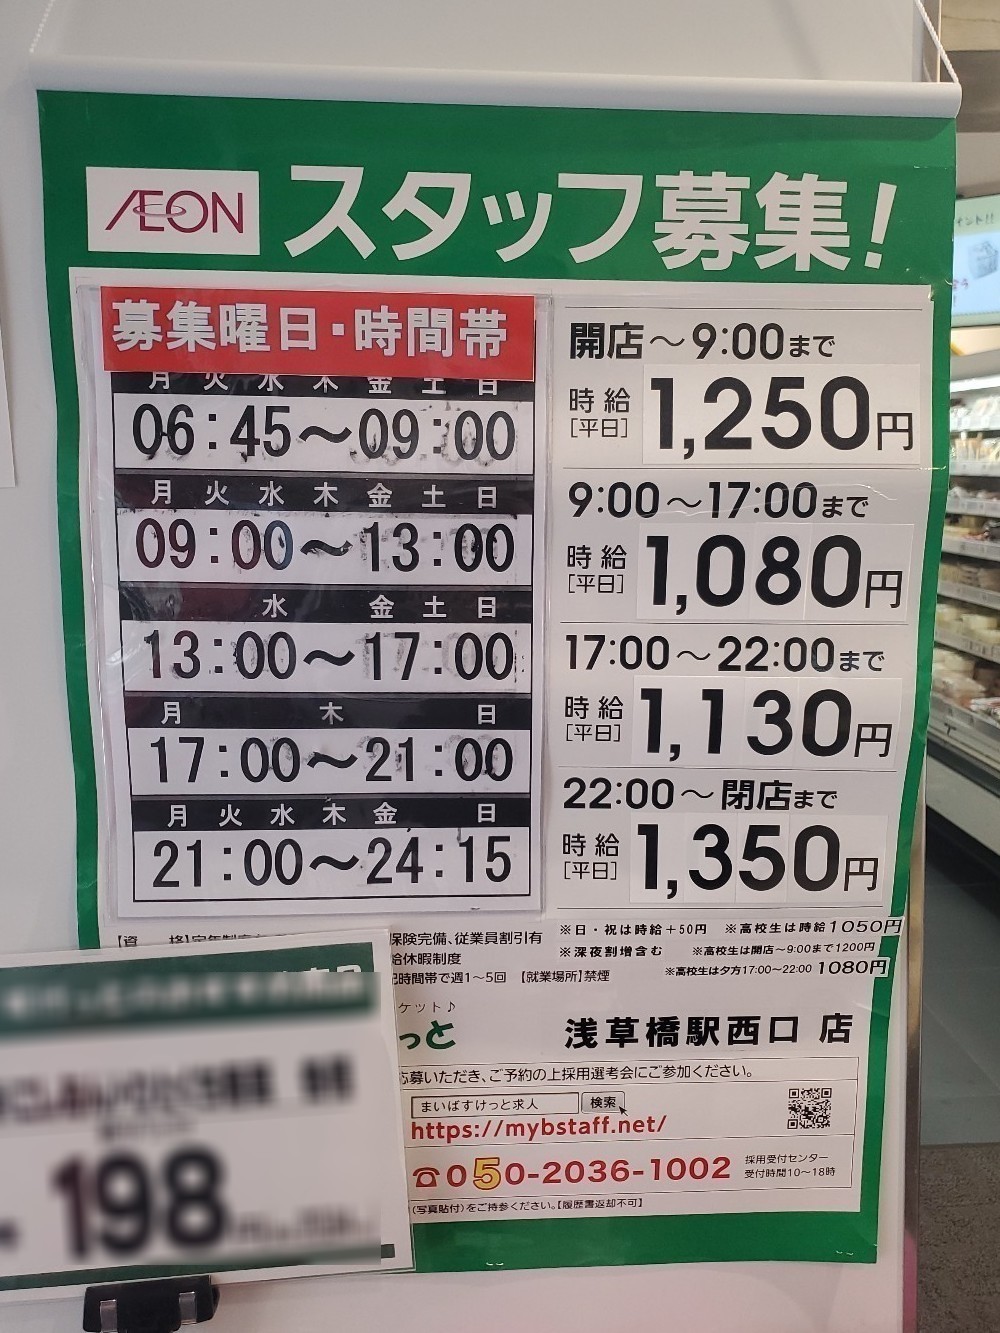 ÆON スタッフ募集!
募集曜日・時間帯
月 火 水 木 金 土 日
06:45～09:00
月 火 水 木 金 土 日
09:00～13:00
水 金 土 日
13:00～17:00
月 木 日
17:00～21:00
月 火 水 木 金 日
21:00～24:15
開店～9:00まで
時給
[平日]
1,250円
9:00～17:00まで
時給
[平日]
1,080円
17:00～22:00まで
時給
[平日]
1,130円
22:00～閉店まで
時給
[平日]
1,350円
※日・祝は時給+50円 ※高校生は時給1050円
※深夜割増含む ※高校生は開店～9:00まで1200円
※高校生は夕方17:00～22:00 1080円
保険完備、従業員割引有
給休暇制度
時間帯で週1～5回 【就業場所】禁煙
ケット♪
っと
浅草橋駅西口 店
応募いただき、ご予約の上採用選考会にご参加ください。
まいばすけっと求人 検索
https://mybstaff.net/
☎050-2036-1002
採用受付センター
受付時間10～18時
(写真貼付)をご持参ください。【履歴書返却不可】
198